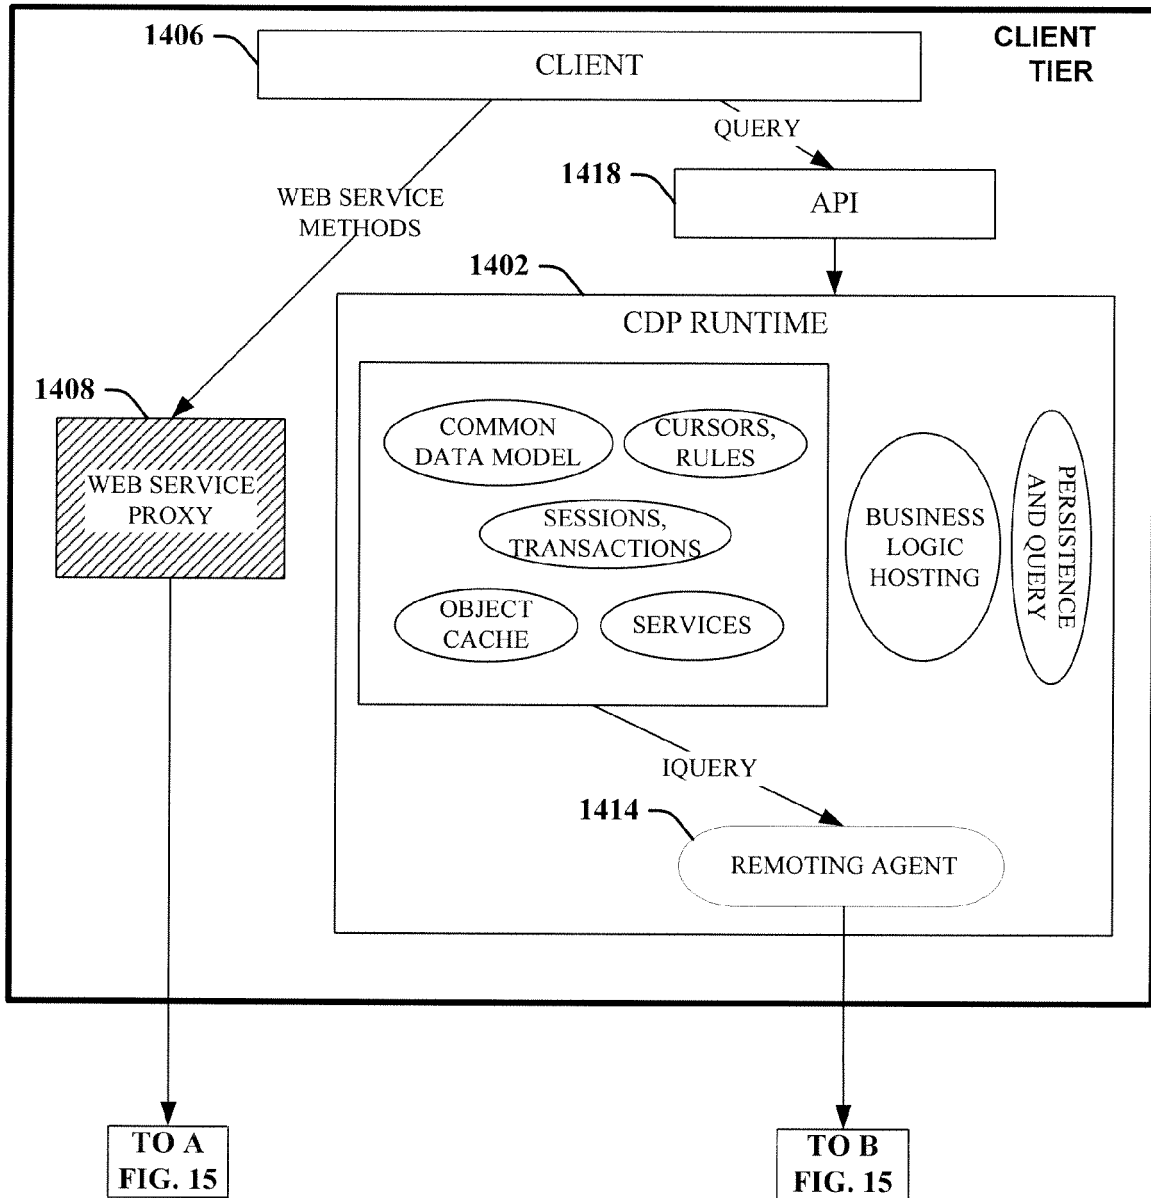 1406
CLIENT
CLIENT
TIER
QUERY
1418
API
WEB SERVICE
METHODS
1402
CDP RUNTIME
1408
WEB SERVICE
PROXY
COMMON
DATA MODEL
CURSORS,
RULES
SESSIONS,
TRANSACTIONS
OBJECT
CACHE
SERVICES
BUSINESS
LOGIC
HOSTING
PERSISTENCE
AND QUERY
IQUERY
1414
REMOTING AGENT
TO A
FIG. 15
TO B
FIG. 15